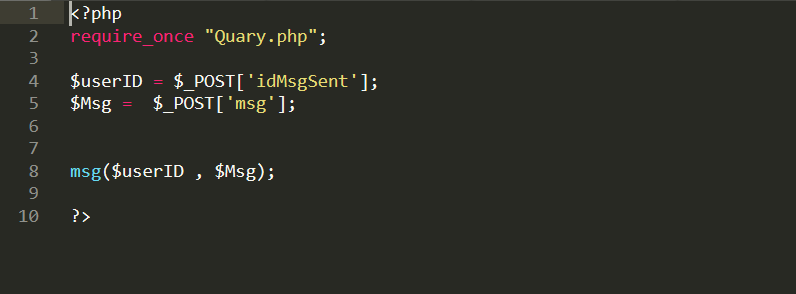 1 <?php
2 require_once "Quary.php";
3
4 $userID = $_POST['idMsgSent'];
5 $Msg =  $_POST['msg'];
6
7
8 msg($userID , $Msg);
9
10 ?>